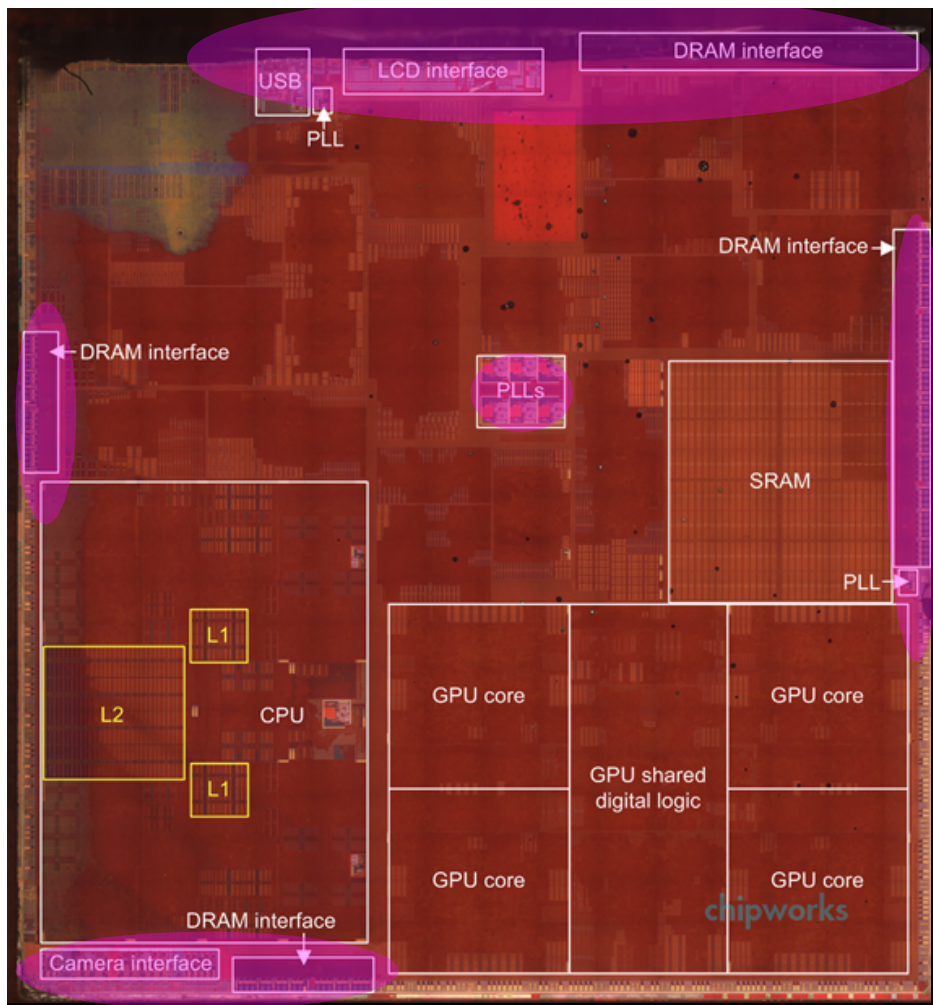 DRAM interface
LCD interface
USB
PLL
DRAM interface
DRAM interface
PLLs
SRAM
PLL
L1
GPU core
GPU core
L2
CPU
GPU shared
digital logic
L1
GPU core
GPU core
chipworks
DRAM interface
Camera interface